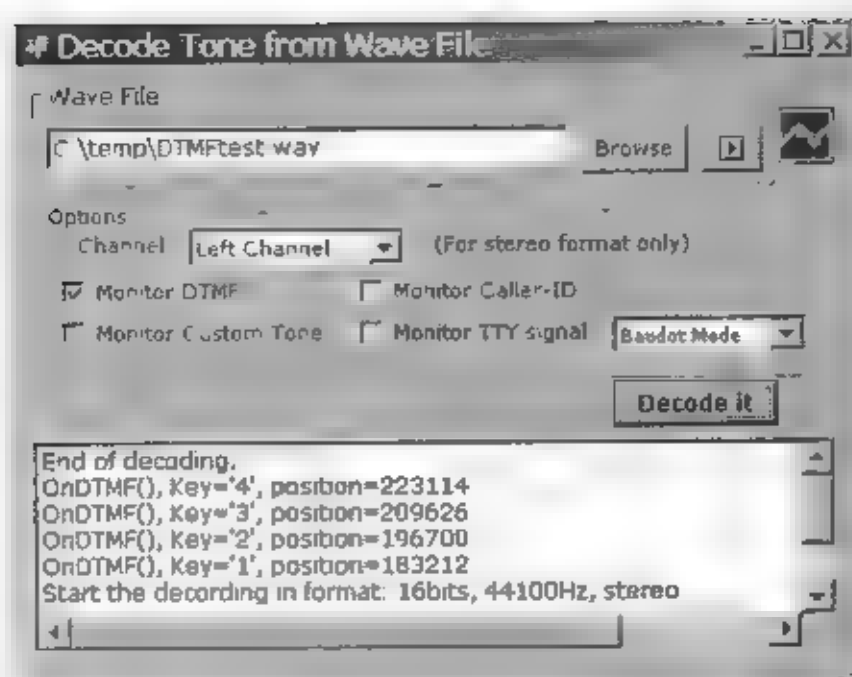 Decode Tone from Wave File
Wave File
C:\temp\DTMFtest.wav Browse
Options
Channel Left Channel (For stereo format only)
Monitor DTMF Monitor Caller-ID
Monitor Custom Tone Monitor TTY signal Baudot Mode
Decode it
End of decoding.
OnDTMF(), Key='4', position=223114
OnDTMF(), Key='3', position=209626
OnDTMF(), Key='2', position=196700
OnDTMF(), Key='1', position=183212
Start the decording in format: 16bits, 44100Hz, stereo